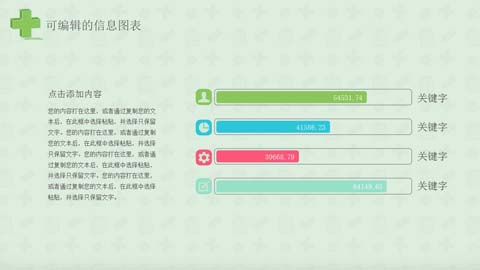 可编辑的信息图表
点击添加内容
您的内容打在这里，或者通过复制您的文
本后，在此框中选择粘贴，并选择只保留
文字。您的内容打在这里，或者通过复制
您的文本后，在此框中选择粘贴，并选择
只保留文字。您的内容打在这里，或者通
过复制您的文本后，在此框中选择粘贴，
并选择只保留文字。您的内容打在这里，
或者通过复制您的文本后，在此框中选择
粘贴，并选择只保留文字。
关键字
关键字
关键字
关键字